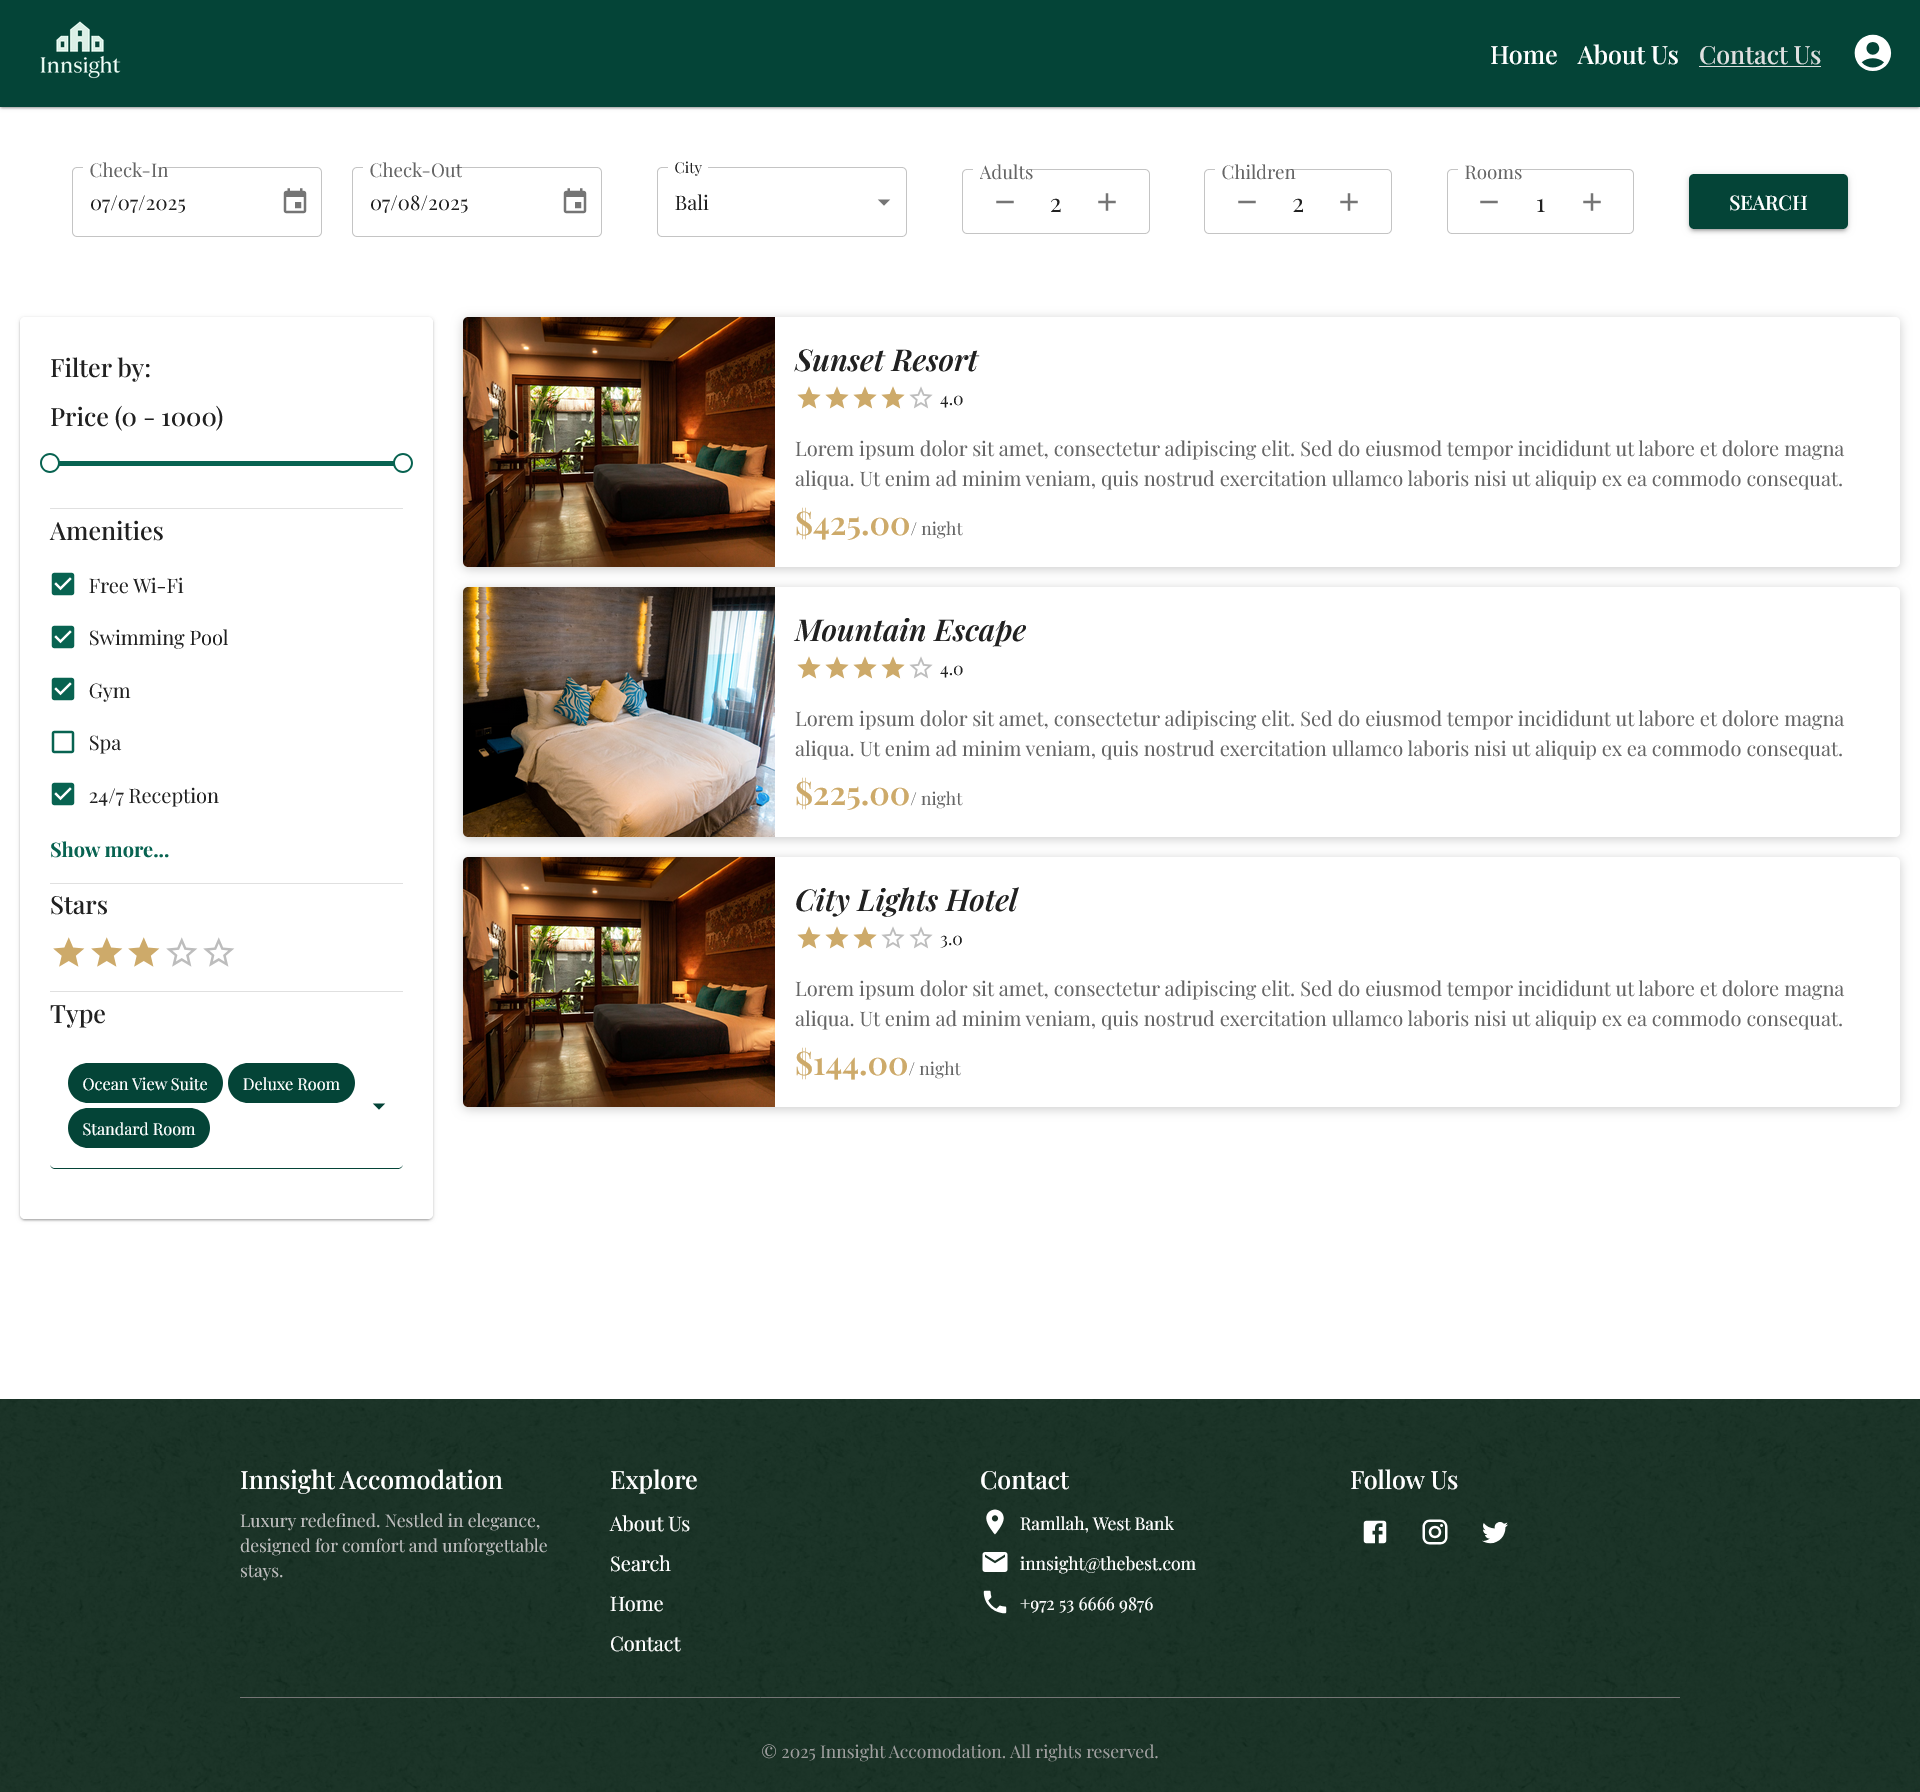 Innsight
Home About Us Contact Us
Check-In Check-Out City Adults Children Rooms
07/07/2025 07/08/2025 Bali 2 2 1 SEARCH
Filter by:
Price (0 - 1000)
Amenities
Free Wi-Fi
Swimming Pool
Gym
Spa
24/7 Reception
Show more...
Stars
Type
Ocean View Suite Deluxe Room
Standard Room
Sunset Resort
4.0
Lorem ipsum dolor sit amet, consectetur adipiscing elit. Sed do eiusmod tempor incididunt ut labore et dolore magna
aliqua. Ut enim ad minim veniam, quis nostrud exercitation ullamco laboris nisi ut aliquip ex ea commodo consequat.
$425.00/ night
Mountain Escape
4.0
Lorem ipsum dolor sit amet, consectetur adipiscing elit. Sed do eiusmod tempor incididunt ut labore et dolore magna
aliqua. Ut enim ad minim veniam, quis nostrud exercitation ullamco laboris nisi ut aliquip ex ea commodo consequat.
$225.00/ night
City Lights Hotel
3.0
Lorem ipsum dolor sit amet, consectetur adipiscing elit. Sed do eiusmod tempor incididunt ut labore et dolore magna
aliqua. Ut enim ad minim veniam, quis nostrud exercitation ullamco laboris nisi ut aliquip ex ea commodo consequat.
$144.00/ night
Innsight Accomodation
Luxury redefined. Nestled in elegance,
designed for comfort and unforgettable
stays.
Explore
About Us
Search
Home
Contact
Contact
Ramllah, West Bank
innsight@thebest.com
+972 53 6666 9876
Follow Us
© 2025 Innsight Accomodation. All rights reserved.